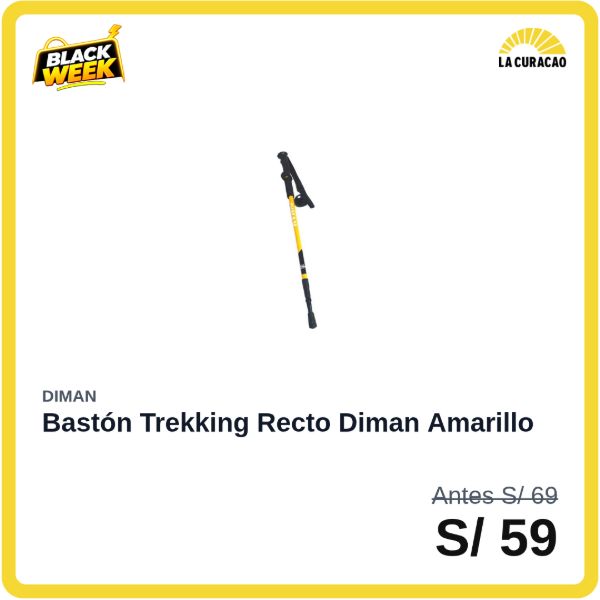 BLACK
WEEK
LA CURACAO
DIMAN
Bastón Trekking Recto Diman Amarillo
Antes S/ 69
S/ 59